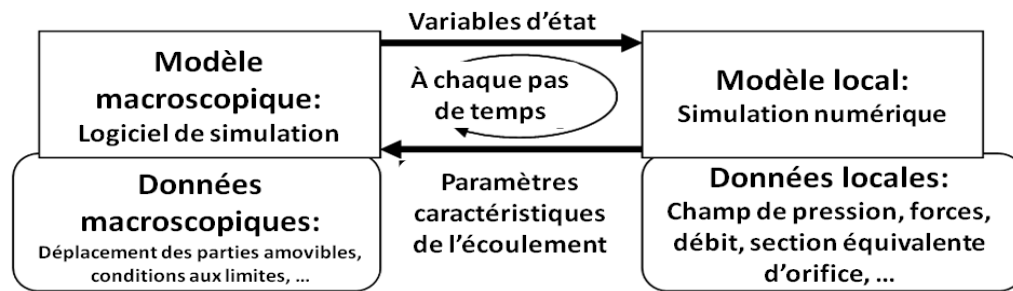 Variables d’état
Modèle
macroscopique:
Logiciel de simulation
À chaque pas
de temps
Modèle local:
Simulation numérique
Données
macroscopiques:
Déplacement des parties amovibles,
conditions aux limites, ...
Paramètres
caractéristiques
de l’écoulement
Données locales:
Champ de pression, forces,
débit, section équivalente
d’orifice, ...